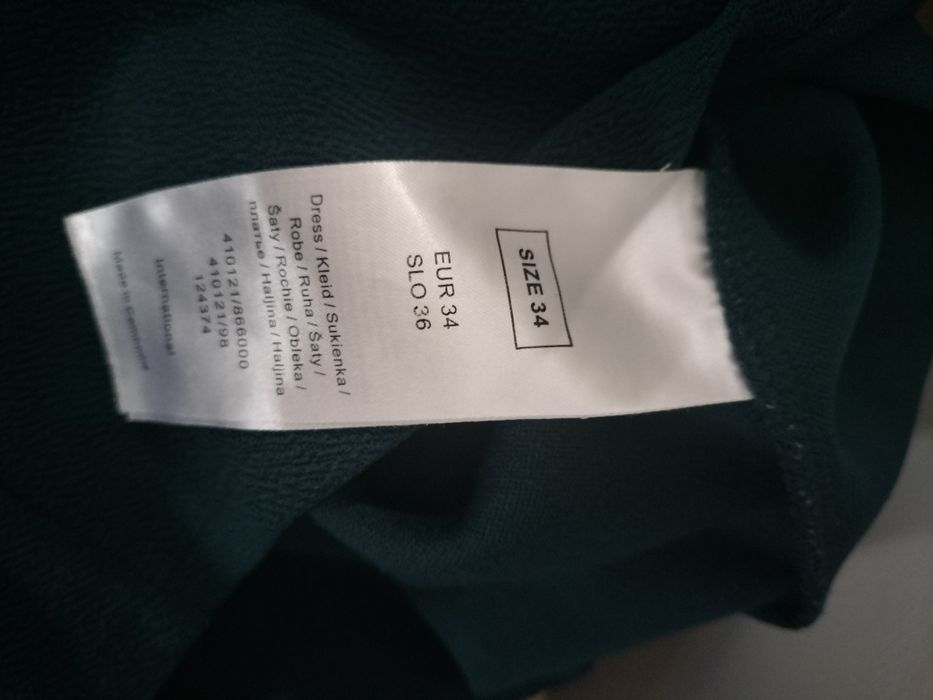 SIZE 34
EUR 34
SLO 36
Dress / Kleid / Sukienka /
Robe / Ruha / Šaty /
Šaty / Rochie / Obleka /
платье / Haljina / Haljina
410121/866000
410121/98
124374
International
Made in